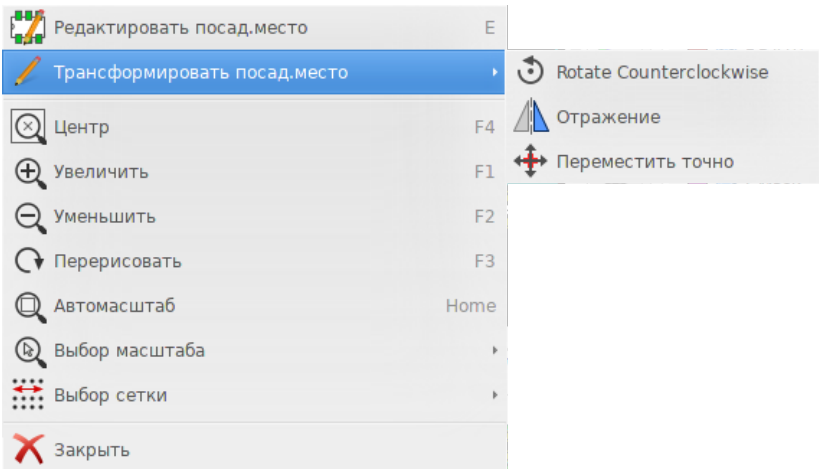 Редактировать посад.место E
Трансформировать посад.место
Rotate Counterclockwise
Отражение
Переместить точно
Центр F4
Увеличить F1
Уменьшить F2
Перерисовать F3
Автомасштаб Home
Выбор масштаба
Выбор сетки
Закрыть